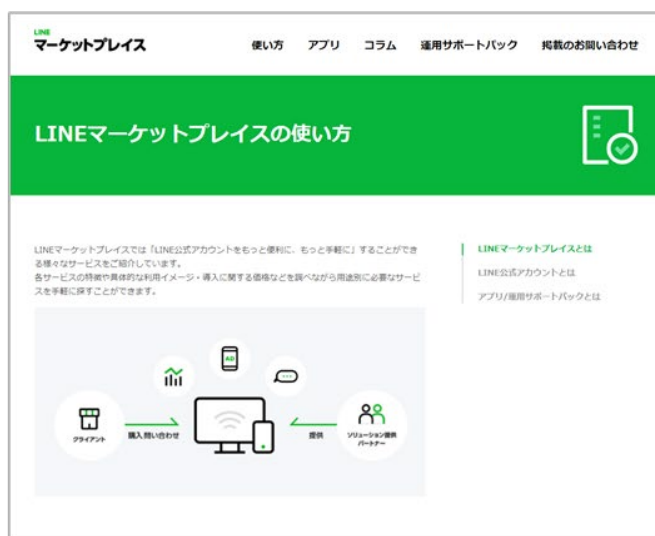 LINE
マーケットプレイス
使い方 アプリ コラム 運用サポートパック 掲載のお問い合わせ
LINEマーケットプレイスの使い方
LINEマーケットプレイスでは「LINE公式アカウントをもっと便利に、もっと手軽に」することができ
る様々なサービスをご紹介しています。
各サービスの特徴や具体的な利用イメージ・導入に関する価格などを調べながら用途別に必要なサービ
スを手軽に探すことができます。
LINEマーケットプレイスとは
LINE公式アカウントとは
アプリ/運用サポートパックとは
AD
クライアント
購入 問い合わせ
提供
ソリューション提供
パートナー